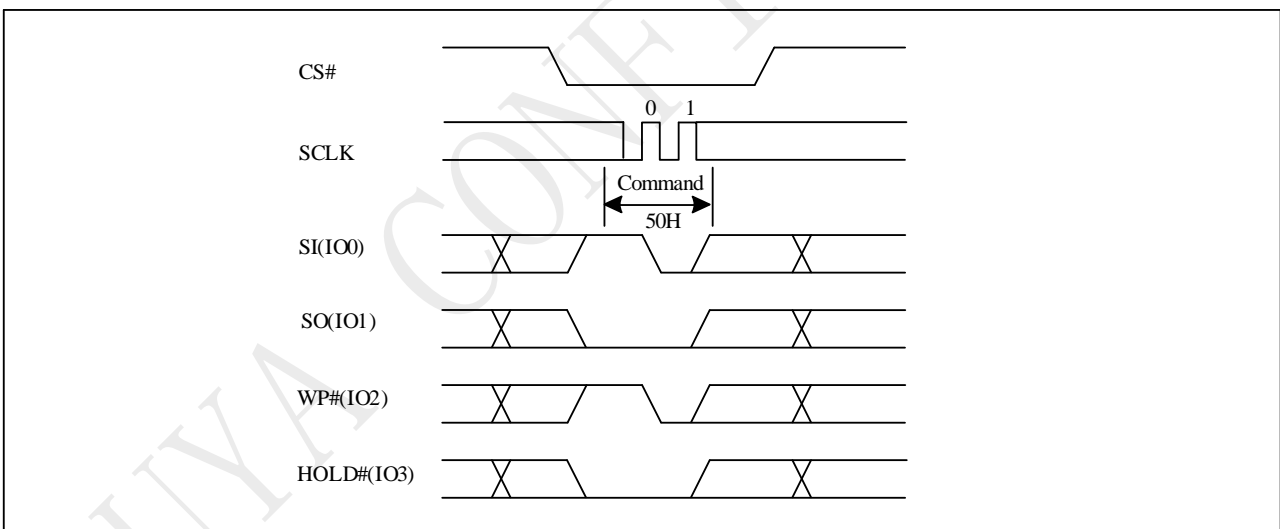 CS#
0 1
SCLK
Command
50H
SI(IO0)
SO(IO1)
WP#(IO2)
HOLD#(IO3)